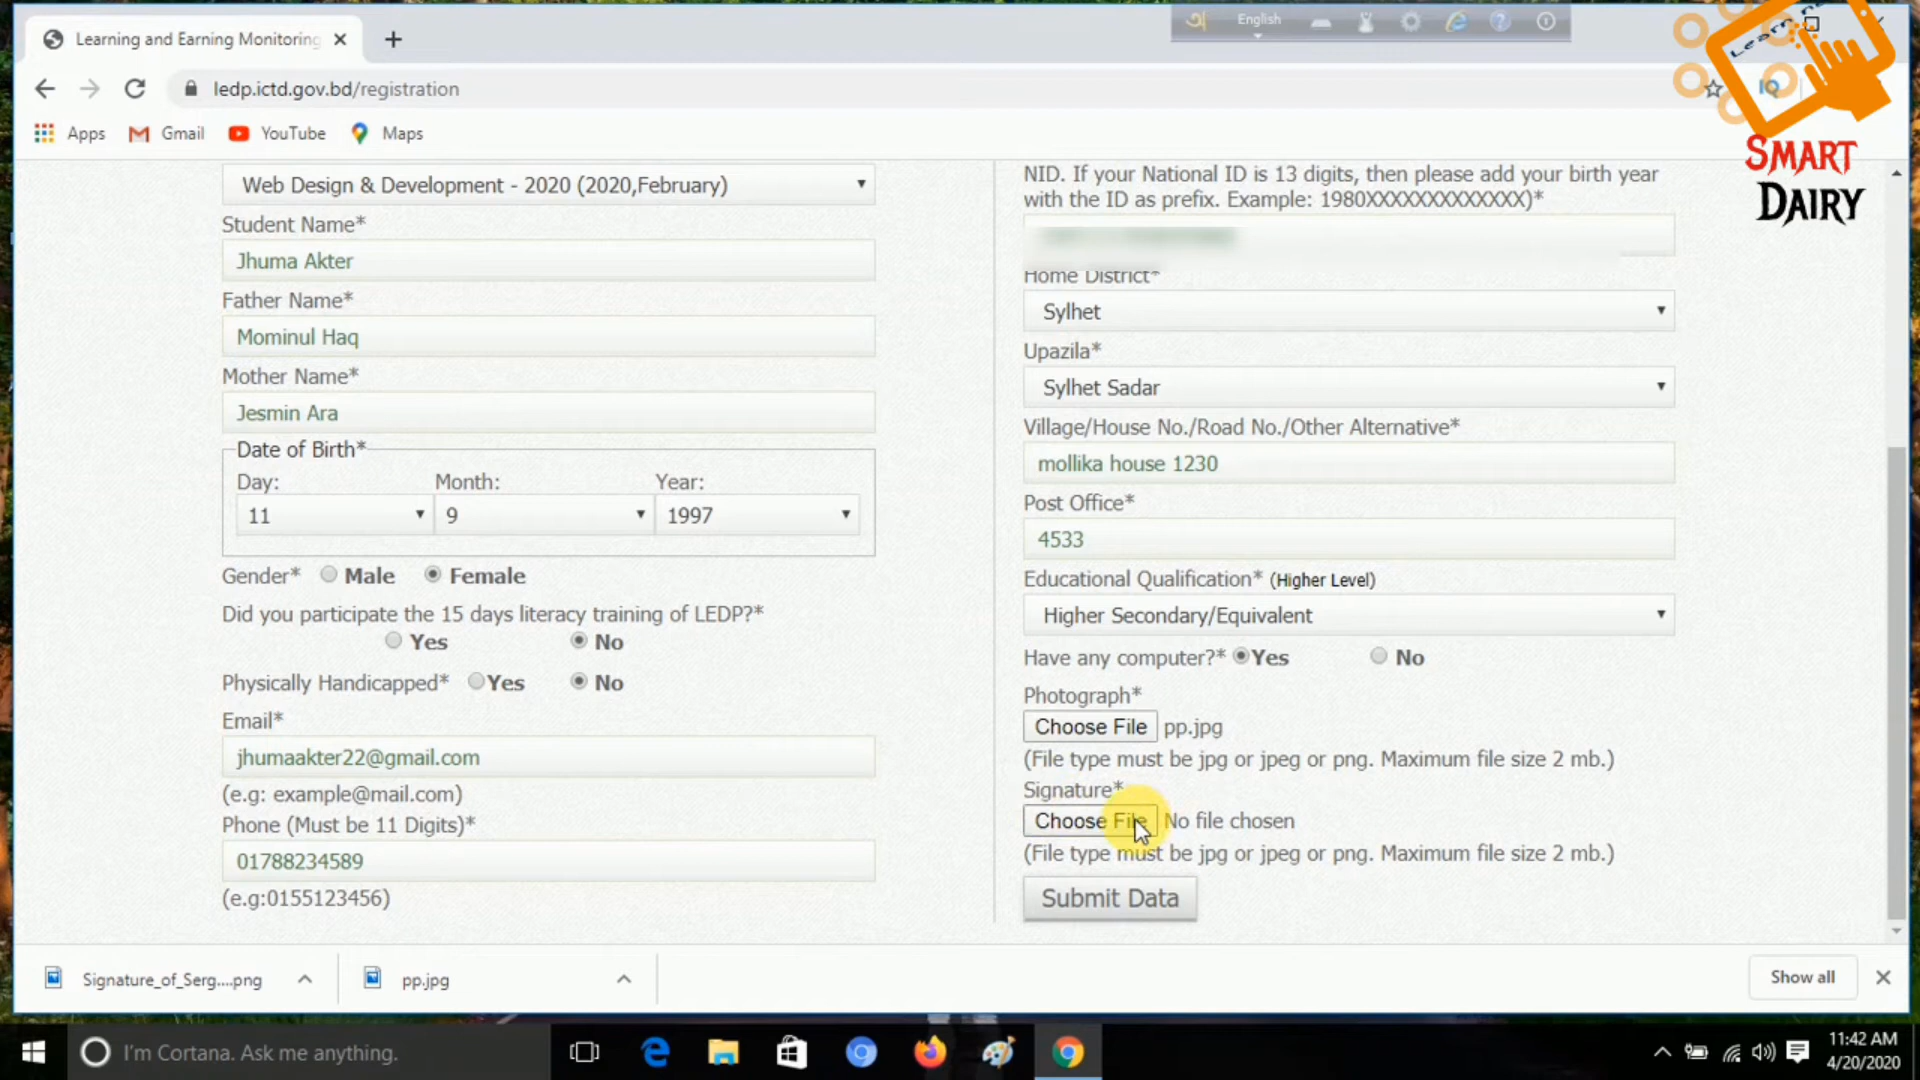 Learning and Earning Monitoring
English
Learn
SMART
DAIRY
ledp.ictd.gov.bd/registration
IQ
Apps
Gmail
YouTube
Maps
Web Design & Development - 2020 (2020,February)
Student Name*
Jhuma Akter
Father Name*
Mominul Haq
Mother Name*
Jesmin Ara
Date of Birth*
Day: Month: Year:
11 9 1997
Gender* Male Female
Did you participate the 15 days literacy training of LEDP?*
Yes No
Physically Handicapped* Yes No
Email*
jhumaakter22@gmail.com
(e.g: example@mail.com)
Phone (Must be 11 Digits)*
01788234589
(e.g:0155123456)
NID. If your National ID is 13 digits, then please add your birth year
with the ID as prefix. Example: 1980XXXXXXXXXXXXX)*
Home District*
Sylhet
Upazila*
Sylhet Sadar
Village/House No./Road No./Other Alternative*
mollika house 1230
Post Office*
4533
Educational Qualification* (Higher Level)
Higher Secondary/Equivalent
Have any computer?* Yes No
Photograph*
Choose File pp.jpg
(File type must be jpg or jpeg or png. Maximum file size 2 mb.)
Signature*
Choose File No file chosen
(File type must be jpg or jpeg or png. Maximum file size 2 mb.)
Submit Data
Signature_of_Serg....png
pp.jpg
Show all
I'm Cortana. Ask me anything.
11:42 AM
4/20/2020